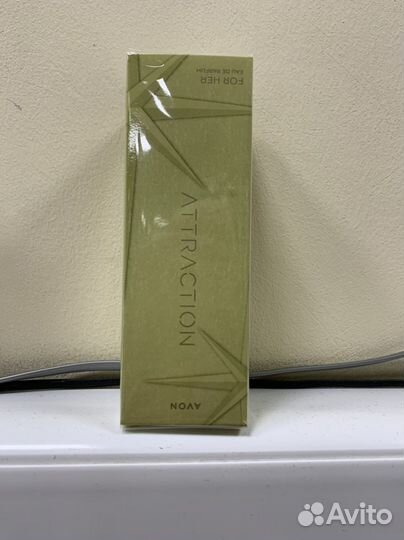 FOR HER
EAU DE PARFUM
ATTRACTION
AVON
Avito